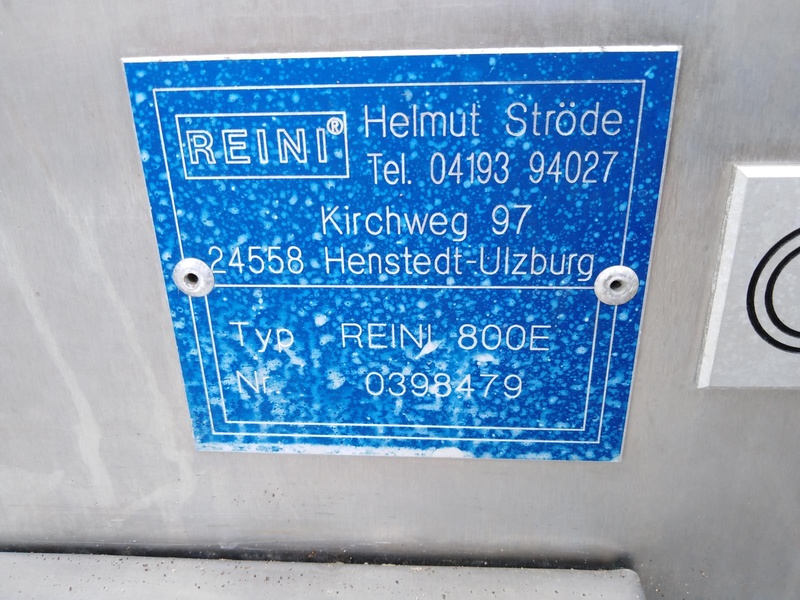 REINI® Helmut Ströde
Tel. 04193 94027
Kirchweg 97
24558 Henstedt-Ulzburg
Typ REINI 800E
Nr. 0398479